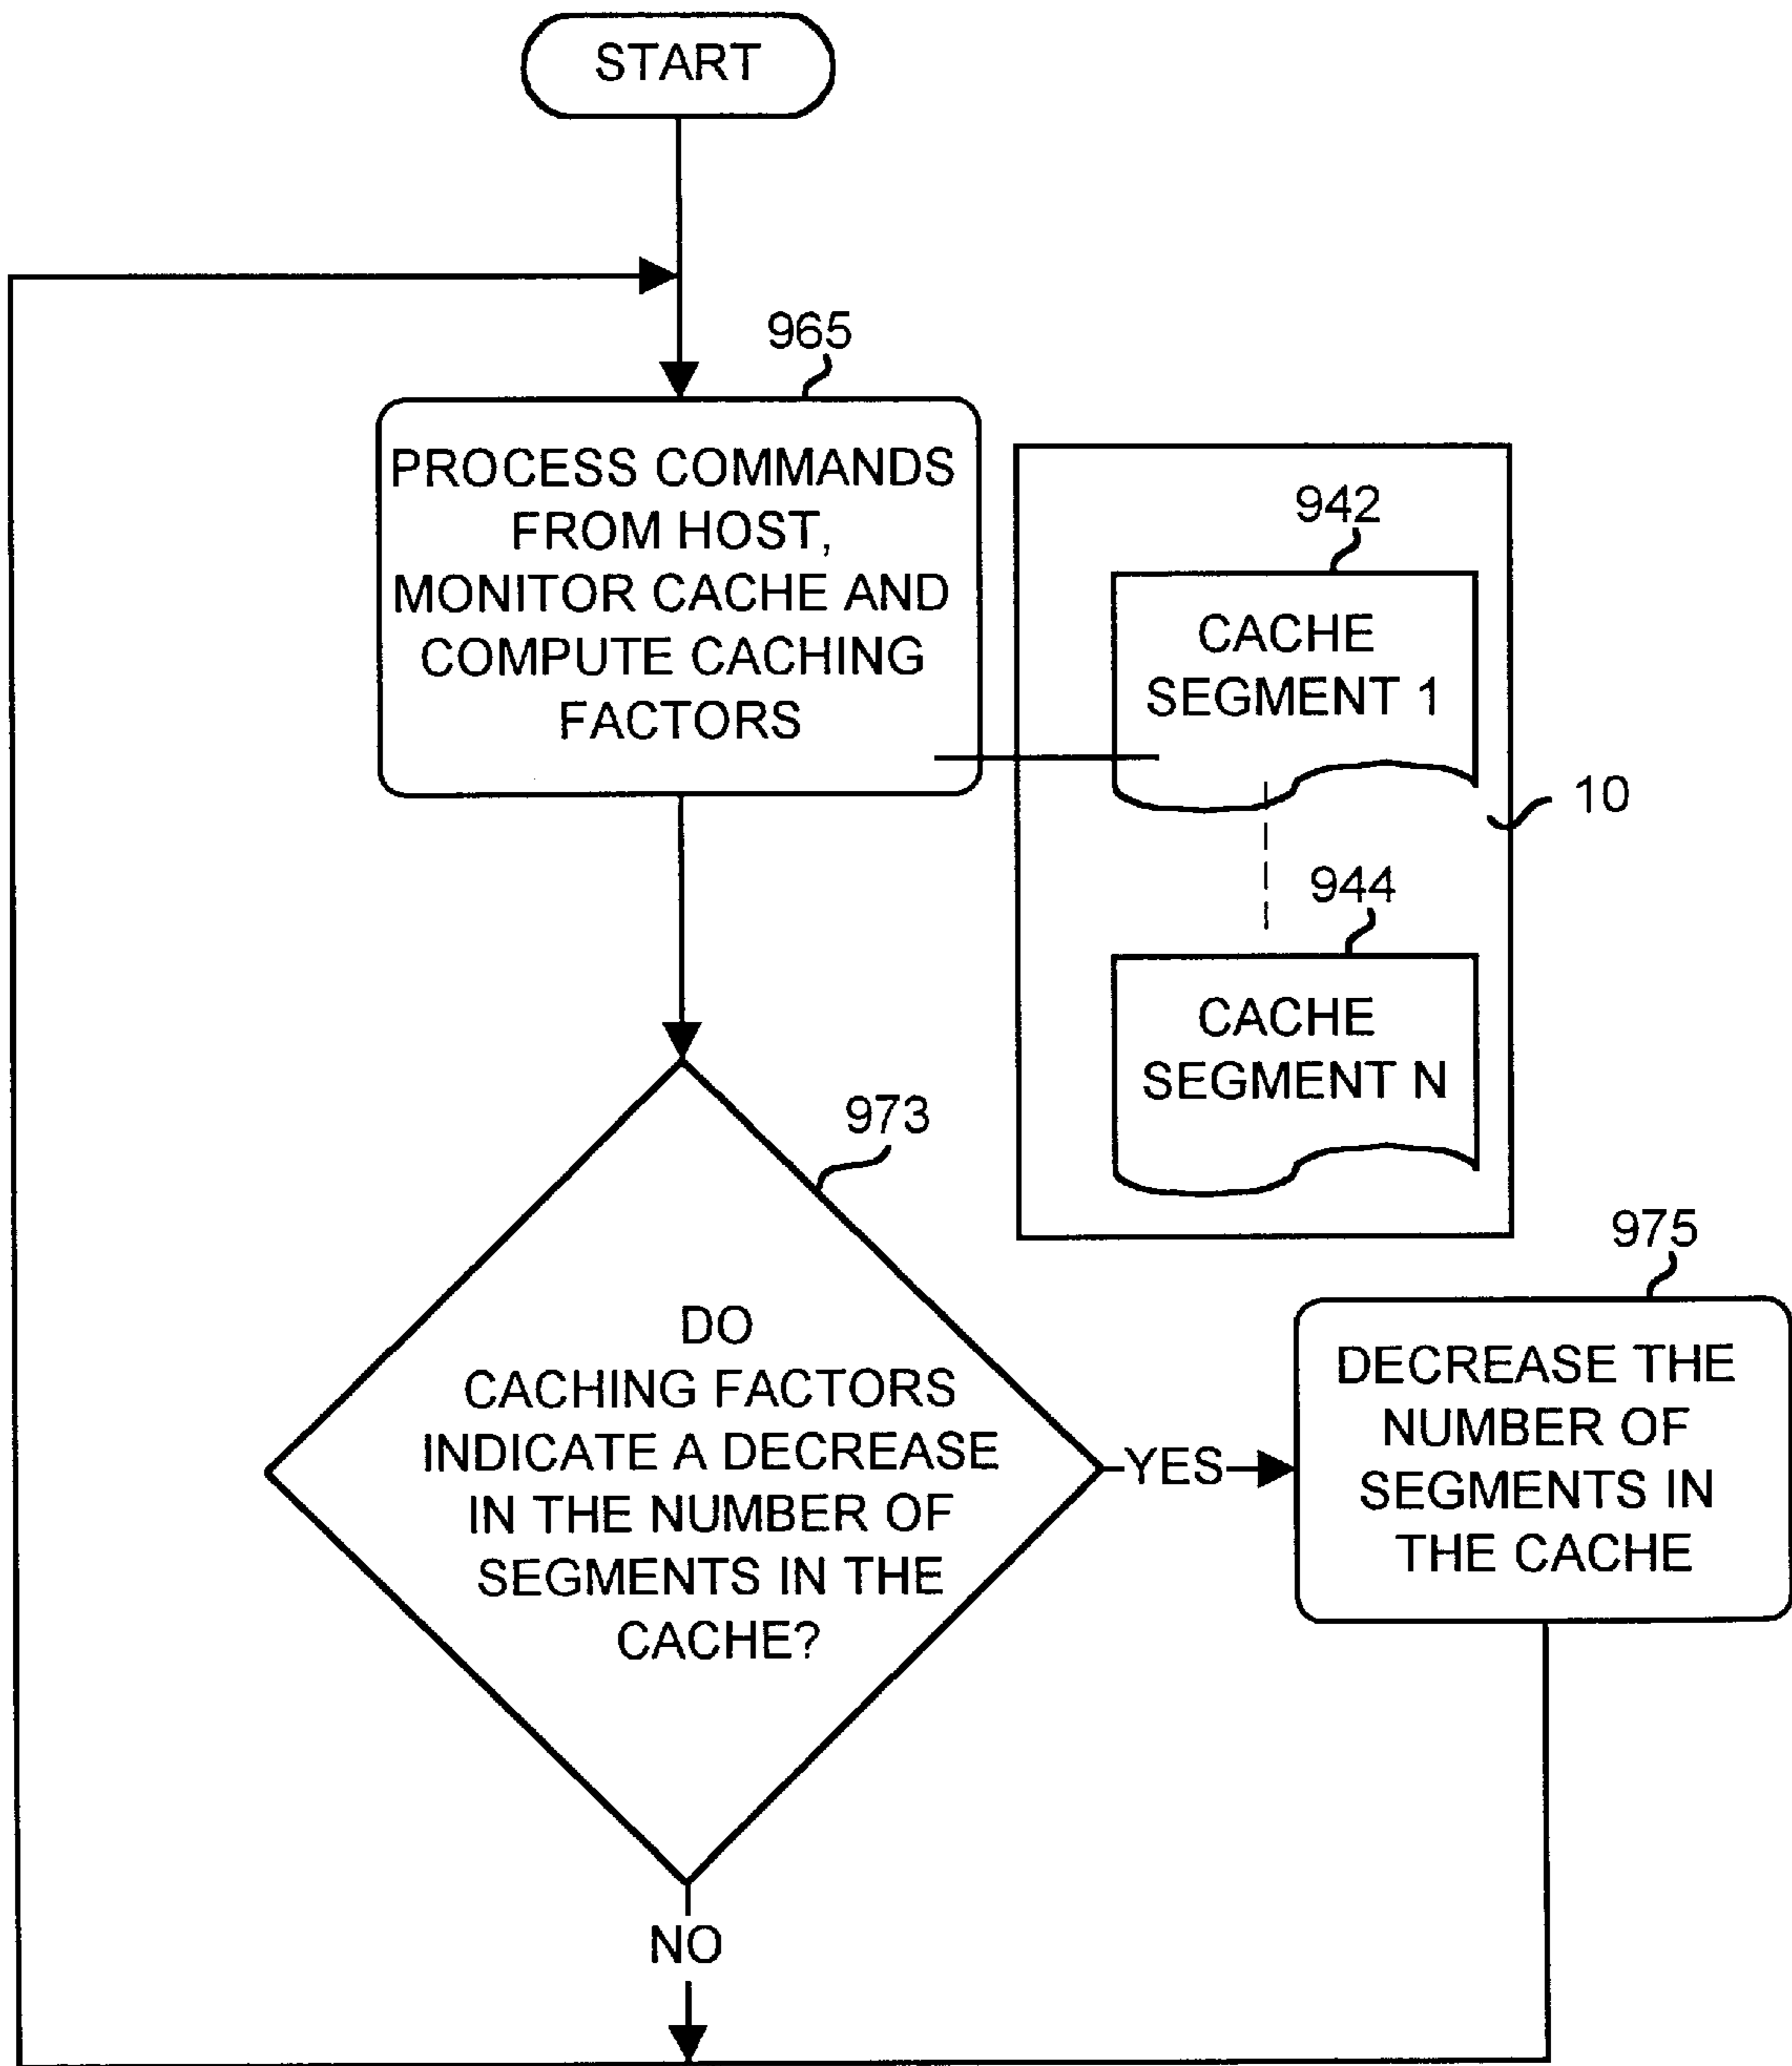 START
965
PROCESS COMMANDS
FROM HOST,
MONITOR CACHE AND
COMPUTE CACHING
FACTORS
942
CACHE
SEGMENT 1
10
944
CACHE
SEGMENT N
973
DO
CACHING FACTORS
INDICATE A DECREASE
IN THE NUMBER OF
SEGMENTS IN THE
CACHE?
YES
975
DECREASE THE
NUMBER OF
SEGMENTS IN
THE CACHE
NO